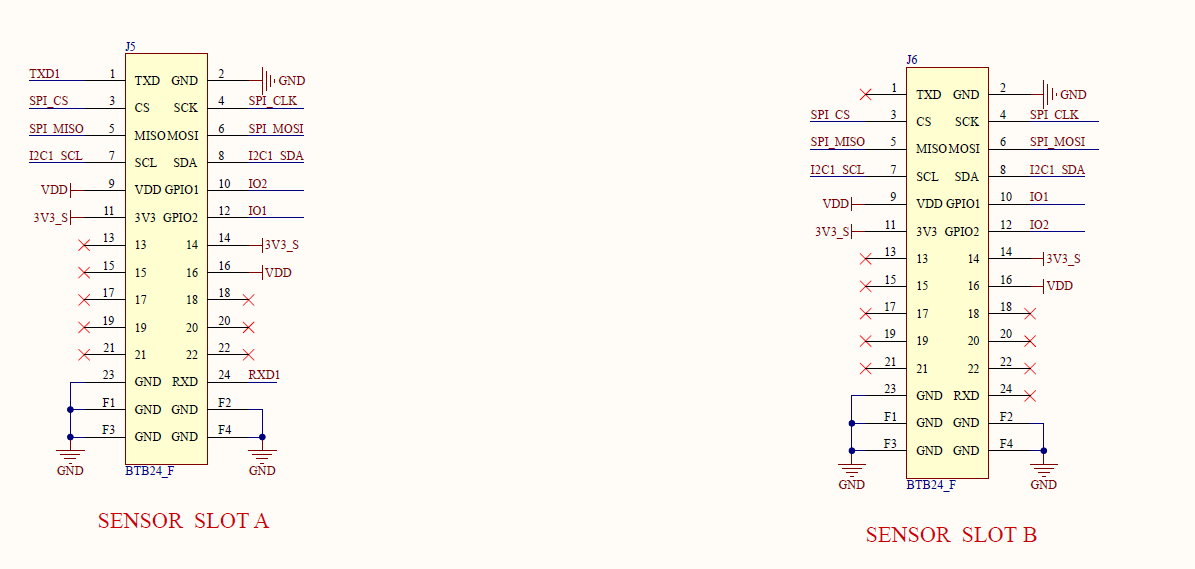 J5
TXD1 1 TXD GND 2 GND
SPI_CS 3 CS SCK 4 SPI_CLK
SPI_MISO 5 MISO MOSI 6 SPI_MOSI
I2C1_SCL 7 SCL SDA 8 I2C1_SDA
VDD 9 VDD GPIO1 10 IO2
3V3_S 11 3V3 GPIO2 12 IO1
13 13 14 14 3V3_S
15 15 16 16 VDD
17 17 18 18
19 19 20 20
21 21 22 22
23 GND RXD 24 RXD1
F1 GND GND F2
F3 GND GND F4
GND GND
BTB24_F
SENSOR SLOT A
J6
1 TXD GND 2 GND
SPI_CS 3 CS SCK 4 SPI_CLK
SPI_MISO 5 MISO MOSI 6 SPI_MOSI
I2C1_SCL 7 SCL SDA 8 I2C1_SDA
VDD 9 VDD GPIO1 10 IO1
3V3_S 11 3V3 GPIO2 12 IO2
13 13 14 14 3V3_S
15 15 16 16 VDD
17 17 18 18
19 19 20 20
21 21 22 22
23 GND RXD 24
F1 GND GND F2
F3 GND GND F4
GND GND
BTB24_F
SENSOR SLOT B